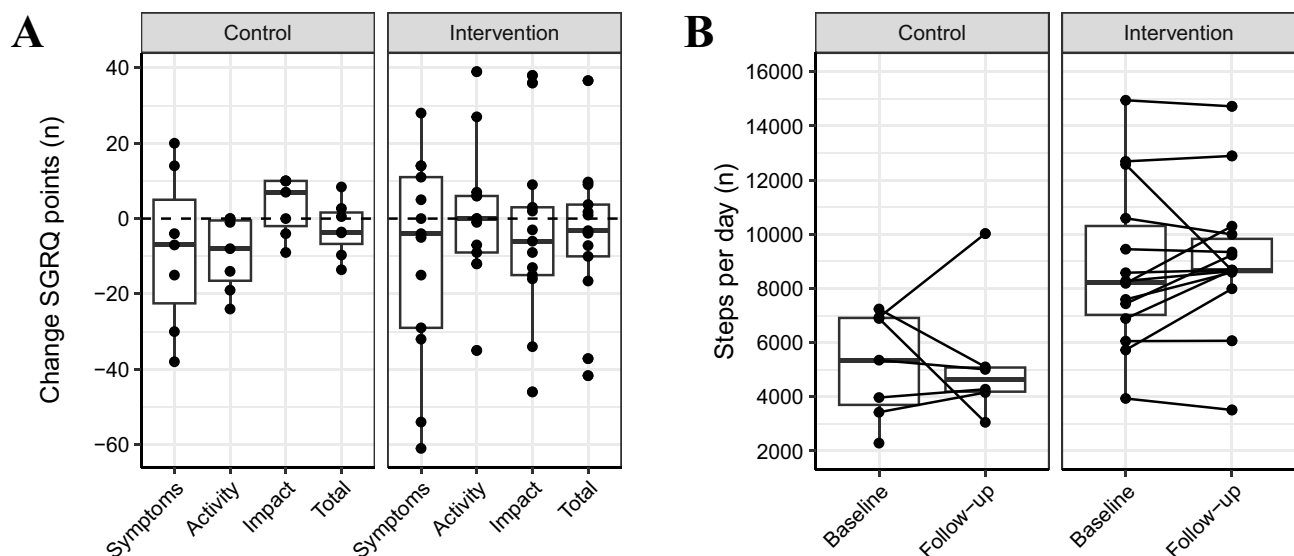 A
Control
Intervention
Change SGRQ points (n)
40
20
0
−20
−40
−60
Symptoms
Activity
Impact
Total
Symptoms
Activity
Impact
Total
B
Control
Intervention
Steps per day (n)
16000
14000
12000
10000
8000
6000
4000
2000
Baseline
Follow−up
Baseline
Follow−up